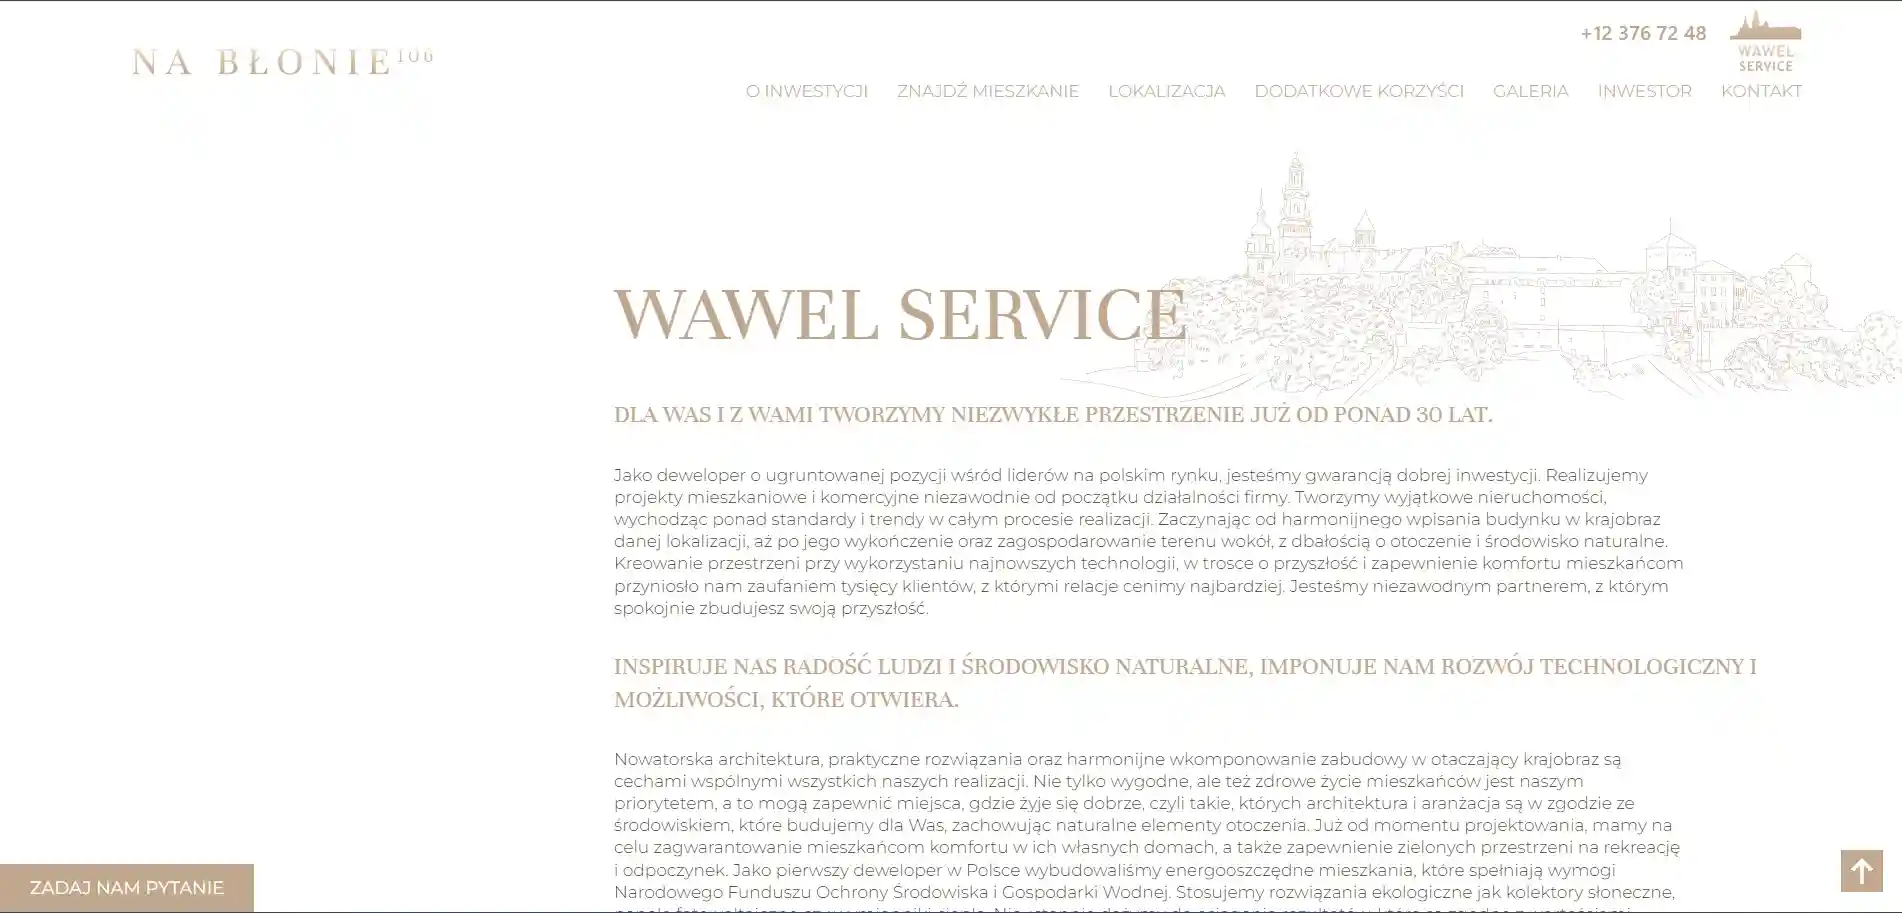 NA BŁONIE 106
+12 376 72 48
WAWEL
SERVICE
O INWESTYCJI ZNAJDŹ MIESZKANIE LOKALIZACJA DODATKOWE KORZYŚCI GALERIA INWESTOR KONTAKT
WAWEL SERVICE
DLA WAS I Z WAMI TWORZYMY NIEZWYKŁE PRZESTRZENIE JUŻ OD PONAD 30 LAT.
Jako deweloper o ugruntowanej pozycji wśród liderów na polskim rynku, jesteśmy gwarancją dobrej inwestycji. Realizujemy
projekty mieszkaniowe i komercyjne niezawodnie od początku działalności firmy. Tworzymy wyjątkowe nieruchomości,
wychodząc ponad standardy i trendy w całym procesie realizacji. Zaczynając od harmonijnego wpisania budynku w krajobraz
danej lokalizacji, aż po jego wykończenie oraz zagospodarowanie terenu wokół, z dbałością o otoczenie i środowisko naturalne.
Kreowanie przestrzeni przy wykorzystaniu najnowszych technologii, w trosce o przyszłość i zapewnienie komfortu mieszkańcom
przyniosło nam zaufaniem tysięcy klientów, z którymi relacje cenimy najbardziej. Jesteśmy niezawodnym partnerem, z którym
spokojnie zbudujesz swoją przyszłość.
INSPIRUJE NAS RADOŚĆ LUDZI I ŚRODOWISKO NATURALNE, IMPONUJE NAM ROZWÓJ TECHNOLOGICZNY I
MOŻLIWOŚCI, KTÓRE OTWIERA.
Nowatorska architektura, praktyczne rozwiązania oraz harmonijne wkomponowanie zabudowy w otaczający krajobraz są
cechami wspólnymi wszystkich naszych realizacji. Nie tylko wygodne, ale też zdrowe życie mieszkańców jest naszym
priorytetem, a to mogą zapewnić miejsca, gdzie żyje się dobrze, czyli takie, których architektura i aranżacja są w zgodzie ze
środowiskiem, które budujemy dla Was, zachowując naturalne elementy otoczenia. Już od momentu projektowania, mamy na
celu zagwarantowanie mieszkańcom komfortu w ich własnych domach, a także zapewnienie zielonych przestrzeni na rekreację
i odpoczynek. Jako pierwszy deweloper w Polsce wybudowaliśmy energooszczędne mieszkania, które spełniają wymogi
Narodowego Funduszu Ochrony Środowiska i Gospodarki Wodnej. Stosujemy rozwiązania ekologiczne jak kolektory słoneczne,
ZADAJ NAM PYTANIE